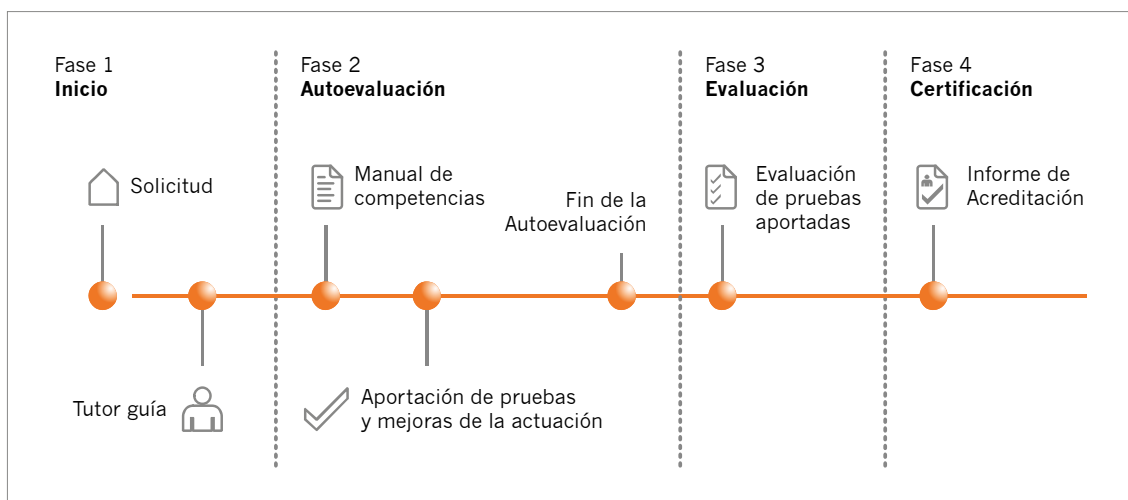 Fase 1
Inicio
Solicitud
Tutor guía
Fase 2
Autoevaluación
Manual de
competencias
Aportación de pruebas
y mejoras de la actuación
Fin de la
Autoevaluación
Fase 3
Evaluación
Evaluación
de pruebas
aportadas
Fase 4
Certificación
Informe de
Acreditación